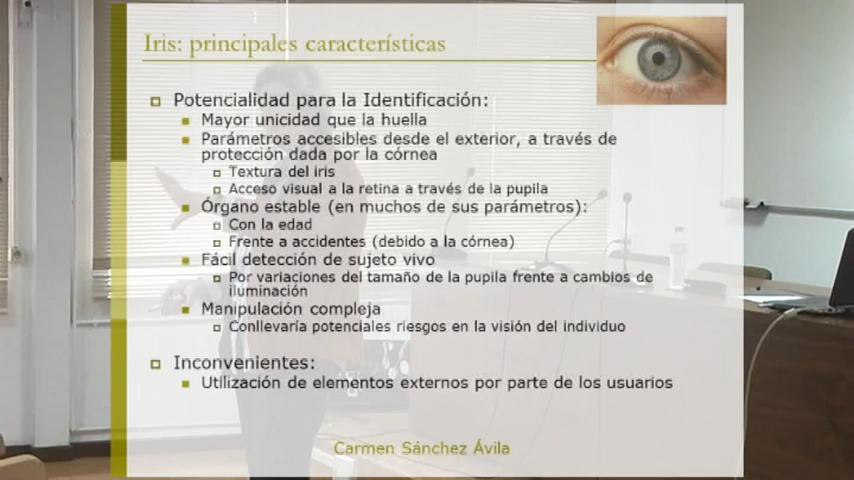 Iris: principales características
Potencialidad para la Identificación:
Mayor unicidad que la huella
Parámetros accesibles desde el exterior, a través de
protección dada por la córnea
Textura del iris
Acceso visual a la retina a través de la pupila
Órgano estable (en muchos de sus parámetros):
Con la edad
Frente a accidentes (debido a la córnea)
Fácil detección de sujeto vivo
Por variaciones del tamaño de la pupila frente a cambios de
iluminación
Manipulación compleja
Conllevaría potenciales riesgos en la visión del individuo
Inconvenientes:
Utilización de elementos externos por parte de los usuarios
Carmen Sánchez Ávila